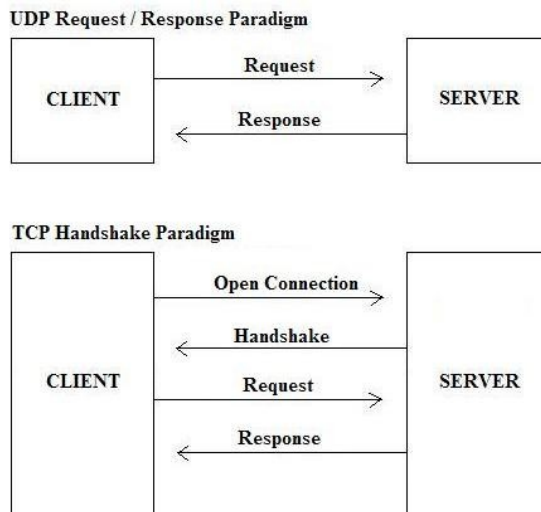 UDP Request / Response Paradigm
Request
CLIENT
SERVER
Response
TCP Handshake Paradigm
Open Connection
Handshake
CLIENT
Request
SERVER
Response